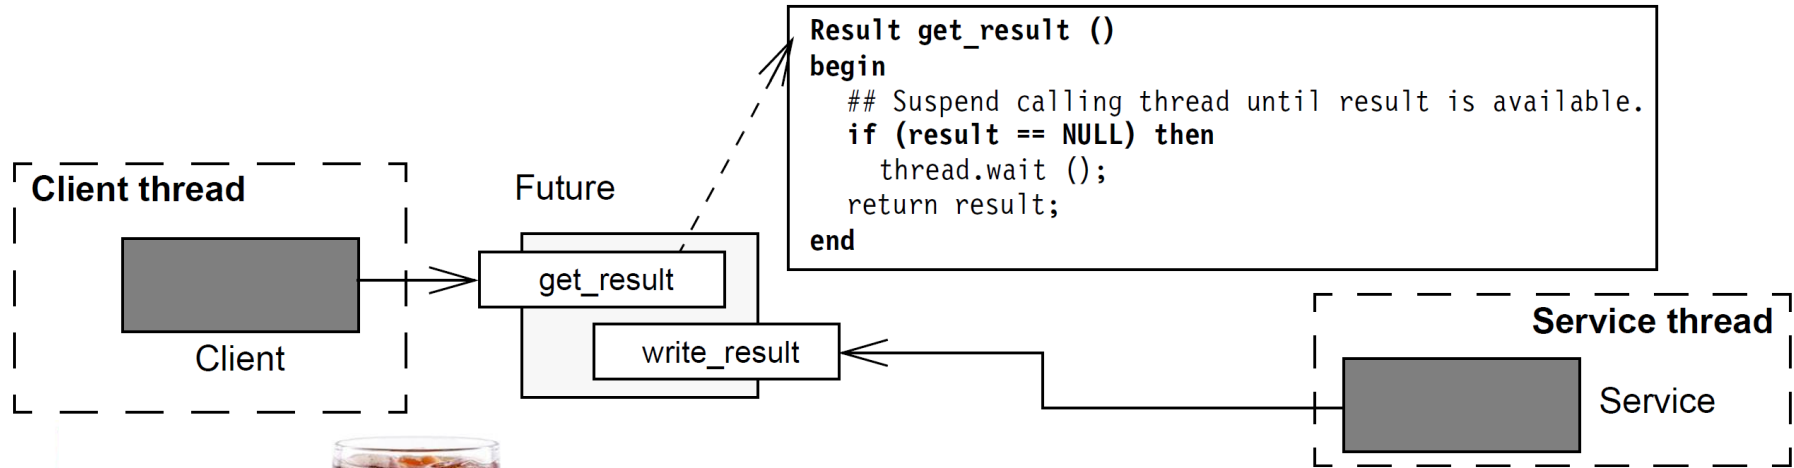 Result get_result ()
begin
## Suspend calling thread until result is available.
if (result == NULL) then
thread.wait ();
return result;
end
Client thread
Future
get_result
Client
write_result
Service thread
Service